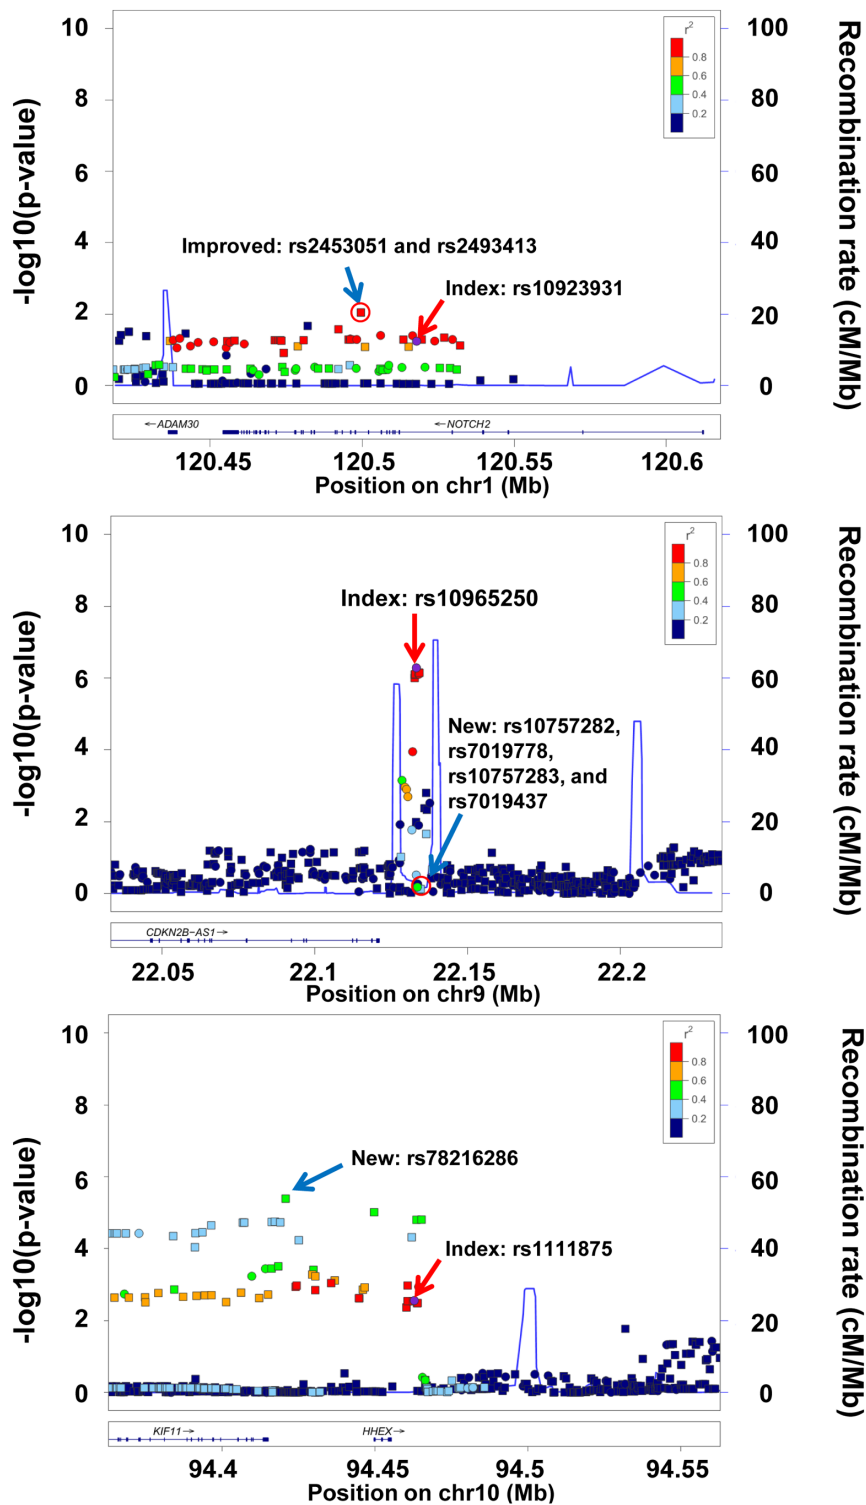 -log10(p-value)
10
8
6
4
2
0
100
80
60
40
20
0
Recombination rate (cM/Mb)
r²
0.8
0.6
0.4
0.2
Improved: rs2453051 and rs2493413
Index: rs10923931
←ADAM30
←NOTCH2
120.45
120.5
120.55
120.6
Position on chr1 (Mb)
-log10(p-value)
10
8
6
4
2
0
100
80
60
40
20
0
Recombination rate (cM/Mb)
r²
0.8
0.6
0.4
0.2
Index: rs10965250
New: rs10757282,
rs7019778,
rs10757283, and
rs7019437
CDKN2B−AS1→
22.05
22.1
22.15
22.2
Position on chr9 (Mb)
-log10(p-value)
10
8
6
4
2
0
100
80
60
40
20
0
Recombination rate (cM/Mb)
r²
0.8
0.6
0.4
0.2
New: rs78216286
Index: rs1111875
KIF11→
HHEX→
94.4
94.45
94.5
94.55
Position on chr10 (Mb)